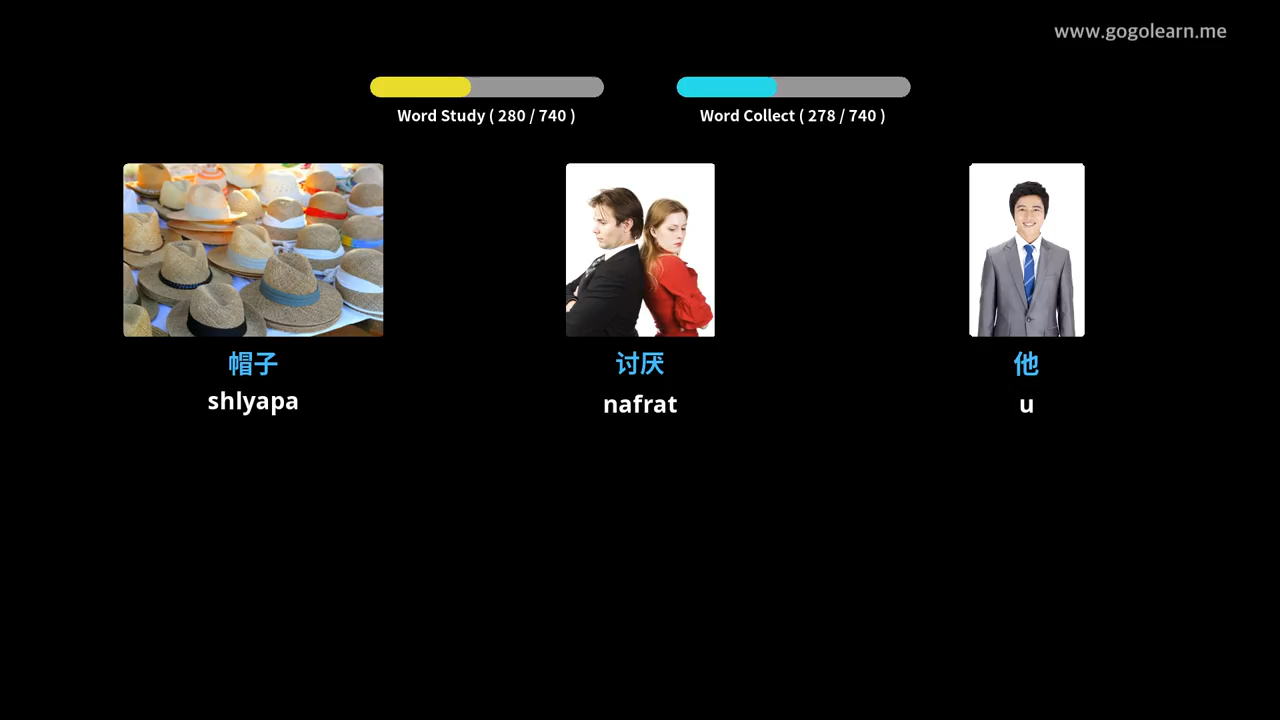 www.gogolearn.me
Word Study ( 280 / 740 )
Word Collect ( 278 / 740 )
帽子
讨厌
他
shlyapa
nafrat
u